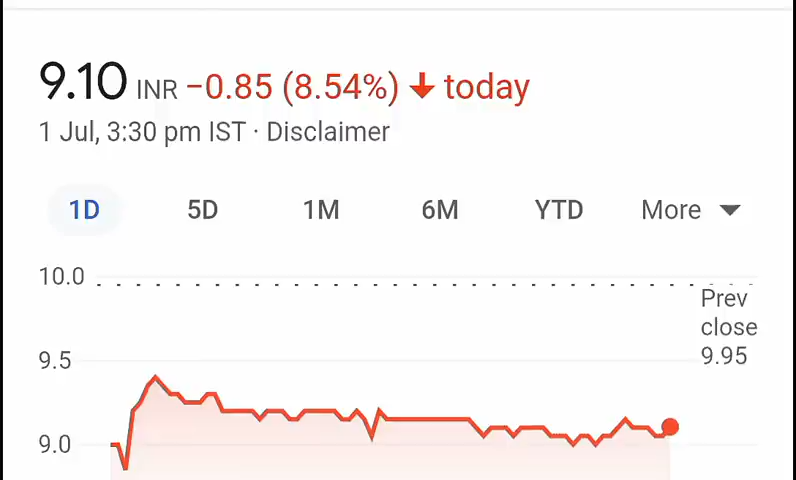 9.10 INR −0.85 (8.54%) ↓ today
1 Jul, 3:30 pm IST · Disclaimer
1D 5D 1M 6M YTD More
10.0
Prev
close
9.95
9.5
9.0